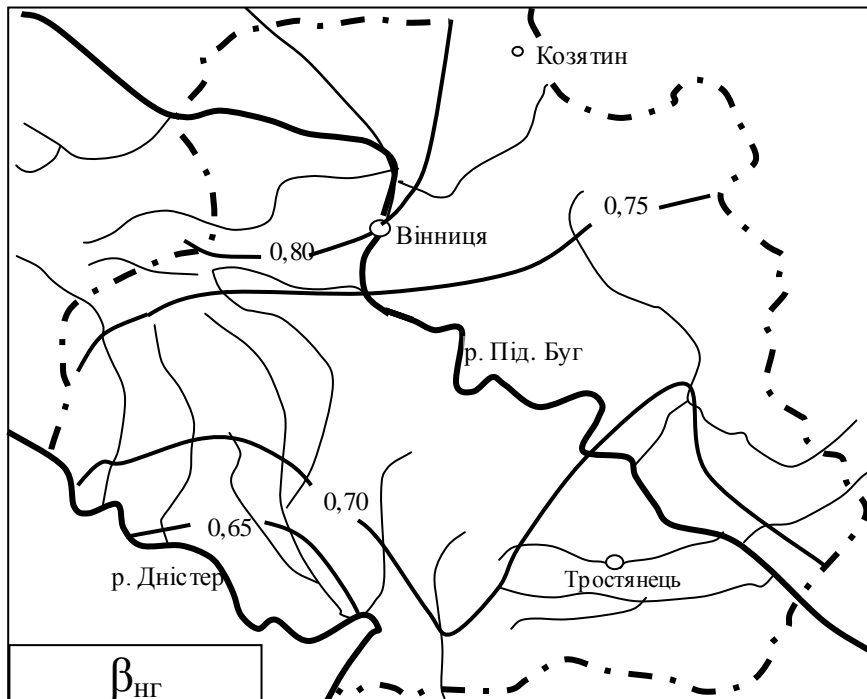 Козятин
0,75
Вінниця
0,80
р. Під. Буг
0,70
0,65
р. Дністер
Тростянець
βнг